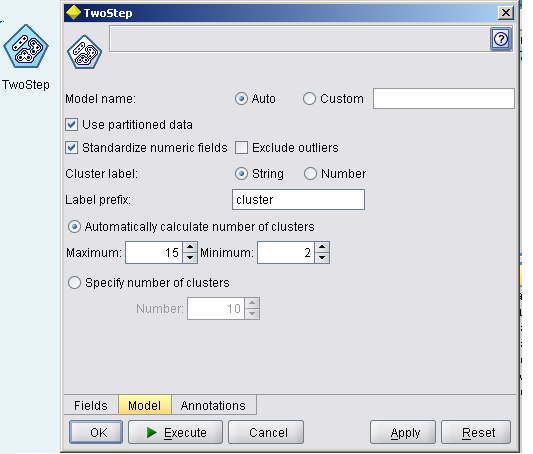 TwoStep
TwoStep
Model name: Auto Custom
Use partitioned data
Standardize numeric fields Exclude outliers
Cluster label: String Number
Label prefix: cluster
Automatically calculate number of clusters
Maximum: 15 Minimum: 2
Specify number of clusters
Number: 10
Fields Model Annotations
OK Execute Cancel Apply Reset